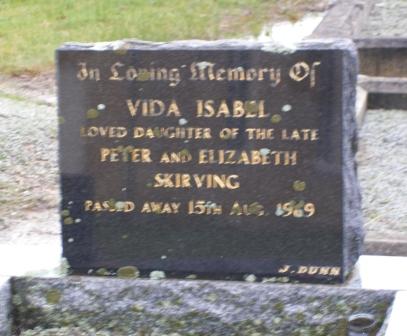 In Loving Memory Of
VIDA ISABEL
LOVED DAUGHTER OF THE LATE
PETER AND ELIZABETH
SKIRVING
PASSED AWAY 15TH AUG. 1969
J. DUNN